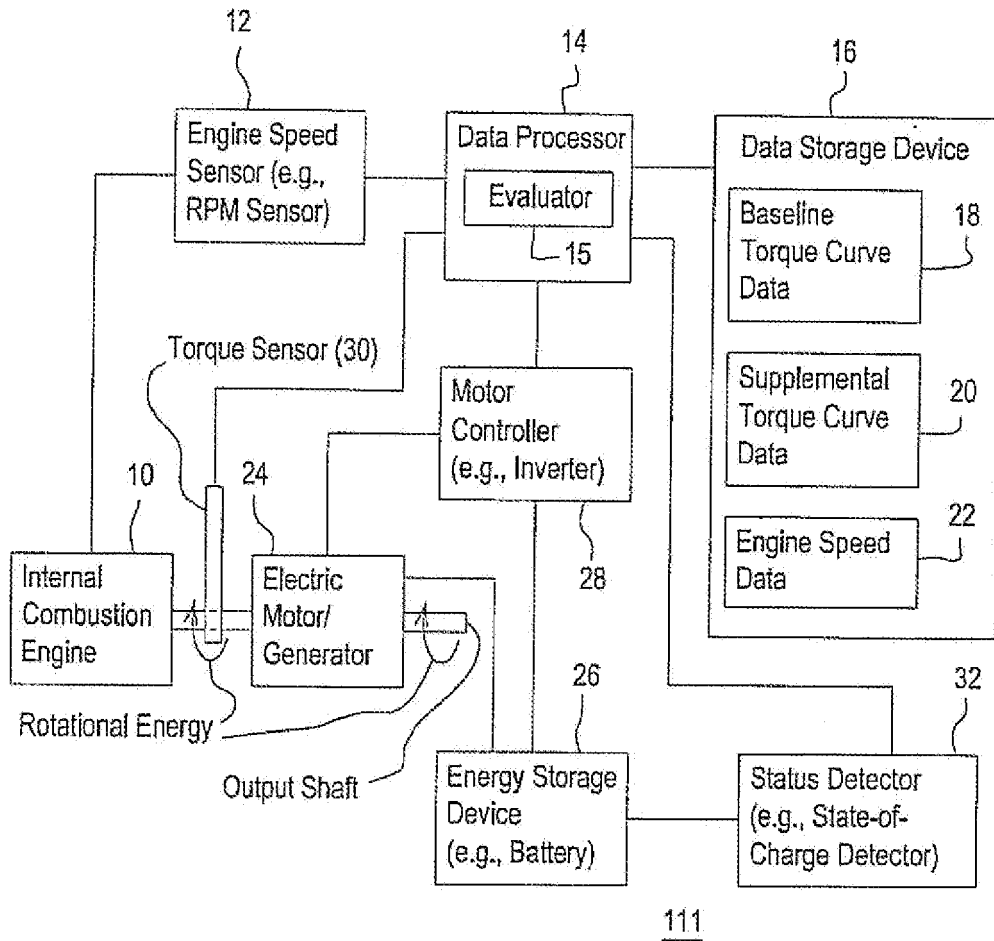 12
14
16
Engine Speed
Sensor (e.g.,
RPM Sensor)
Data Processor
Evaluator
15
Data Storage Device
Baseline
Torque Curve
Data
18
Supplemental
Torque Curve
Data
20
Engine Speed
Data
22
Torque Sensor (30)
Motor
Controller
(e.g., Inverter)
28
10
24
Internal
Combustion
Engine
Electric
Motor/
Generator
Rotational Energy
Output Shaft
26
32
Energy Storage
Device
(e.g., Battery)
Status Detector
(e.g., State-of-
Charge Detector)
111